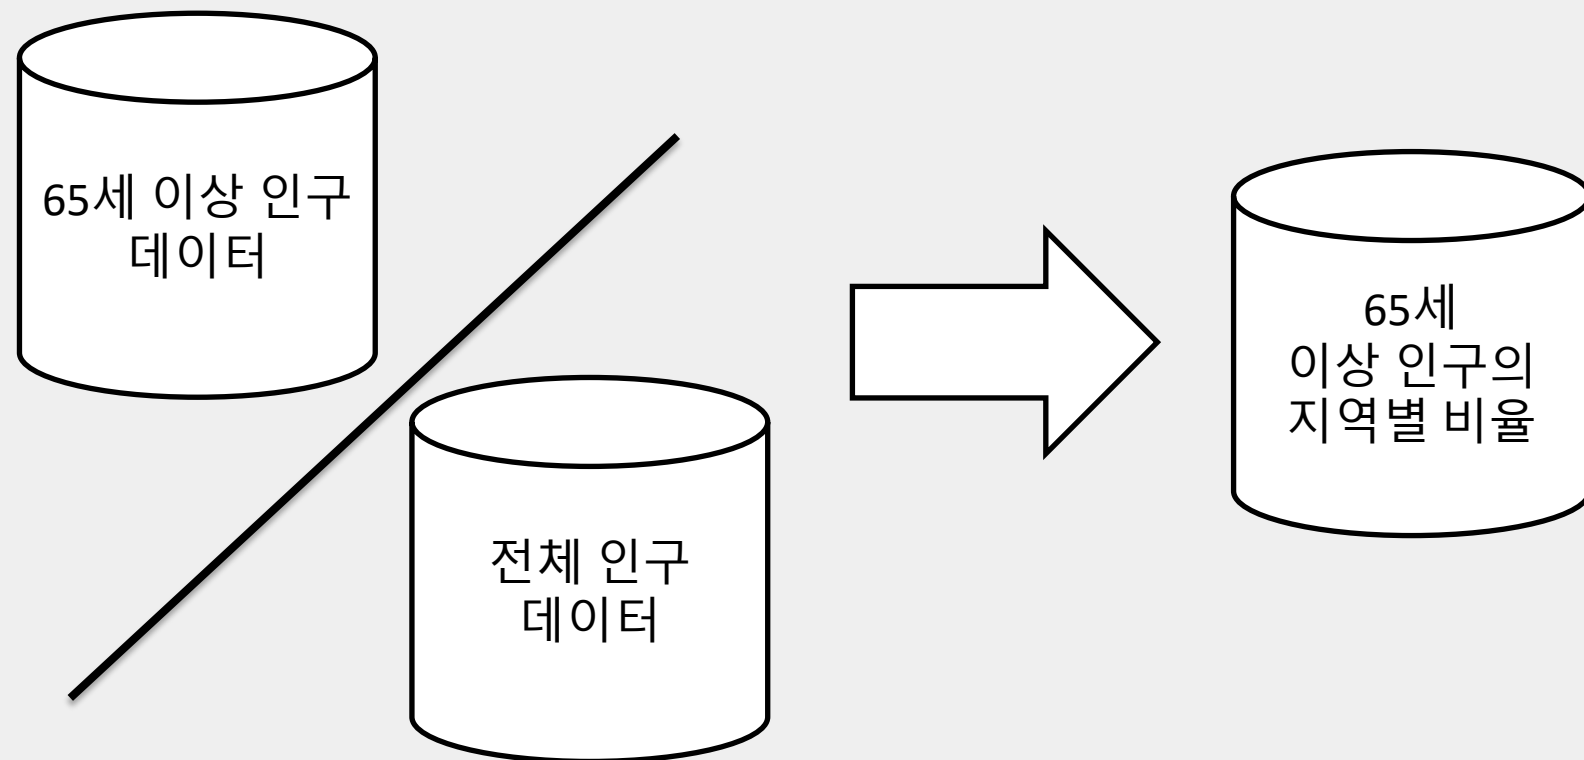 65세 이상 인구
데이터
전체 인구
데이터
65세
이상 인구의
지역별 비율